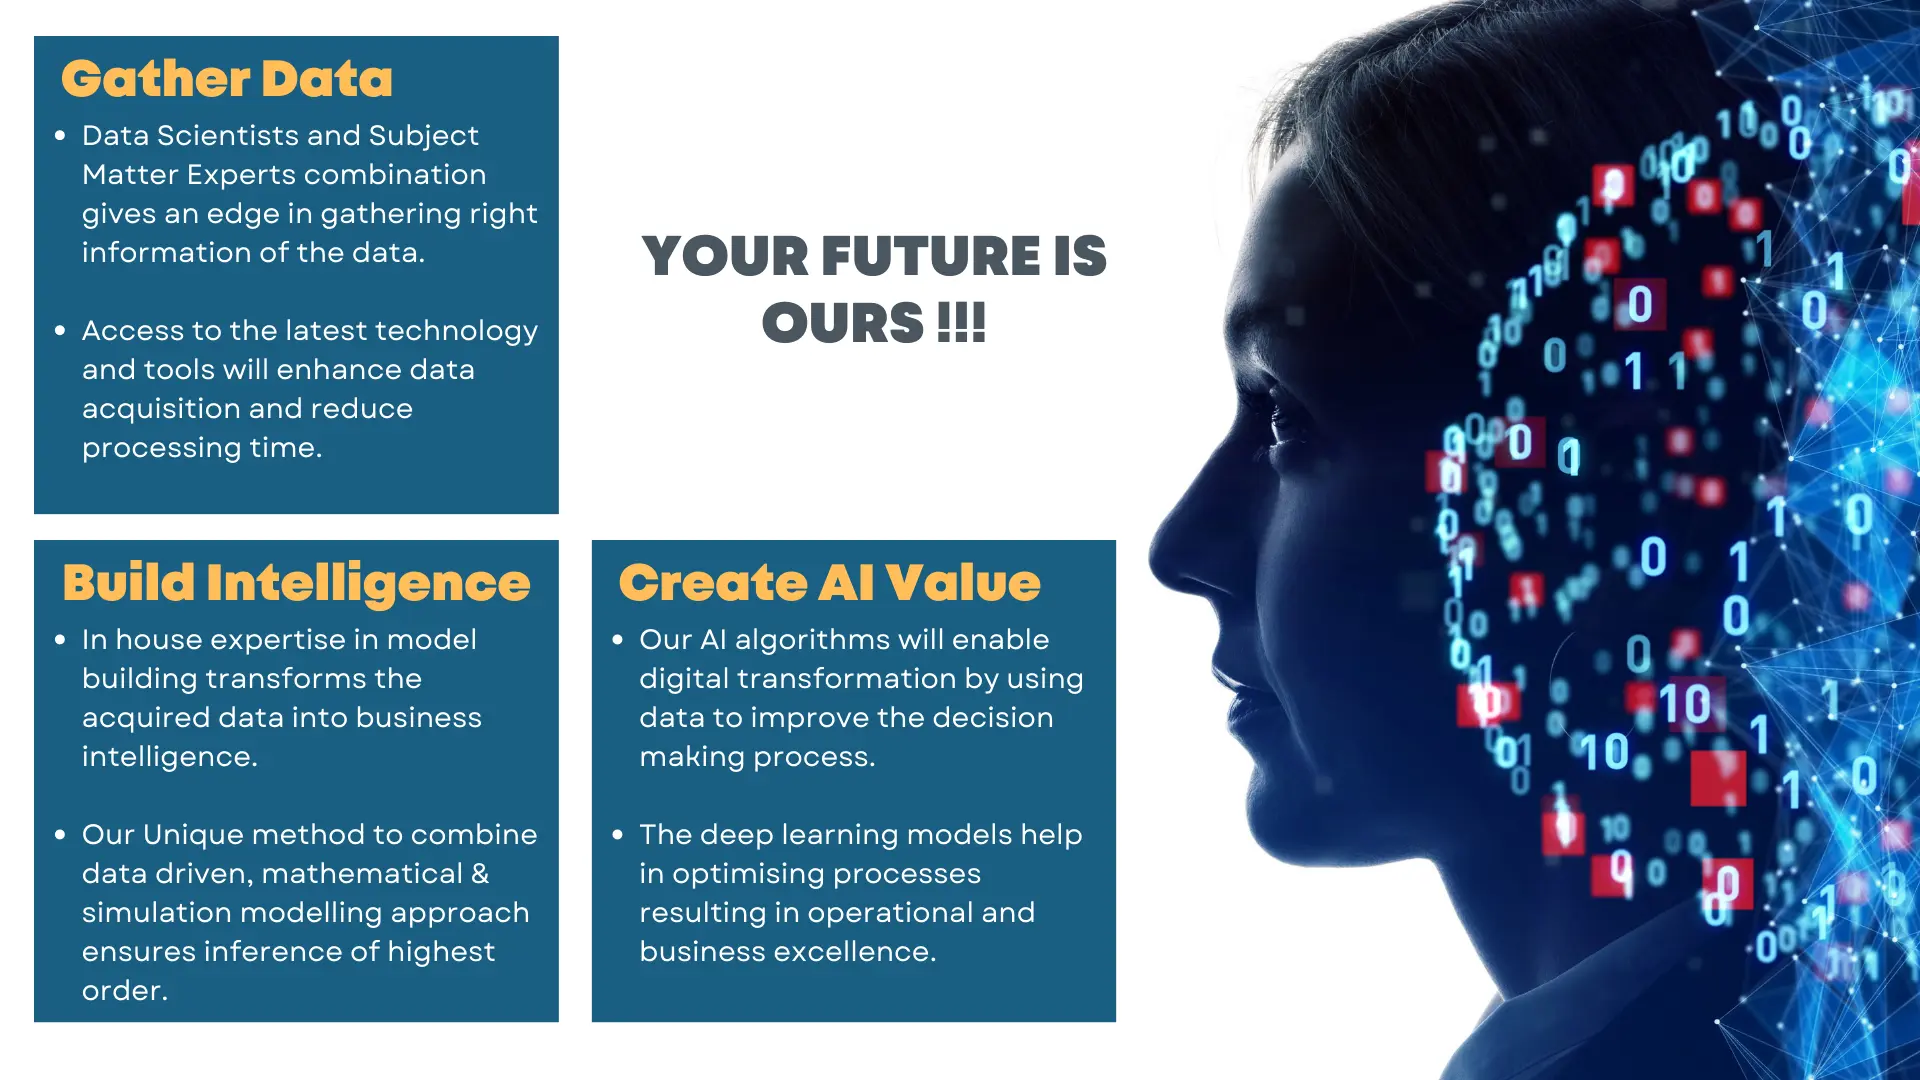 Gather Data
• Data Scientists and Subject
Matter Experts combination
gives an edge in gathering right
information of the data.
• Access to the latest technology
and tools will enhance data
acquisition and reduce
processing time.
YOUR FUTURE IS
OURS !!!
Build Intelligence
• In house expertise in model
building transforms the
acquired data into business
intelligence.
• Our Unique method to combine
data driven, mathematical &
simulation modelling approach
ensures inference of highest
order.
Create AI Value
• Our AI algorithms will enable
digital transformation by using
data to improve the decision
making process.
• The deep learning models help
in optimising processes
resulting in operational and
business excellence.